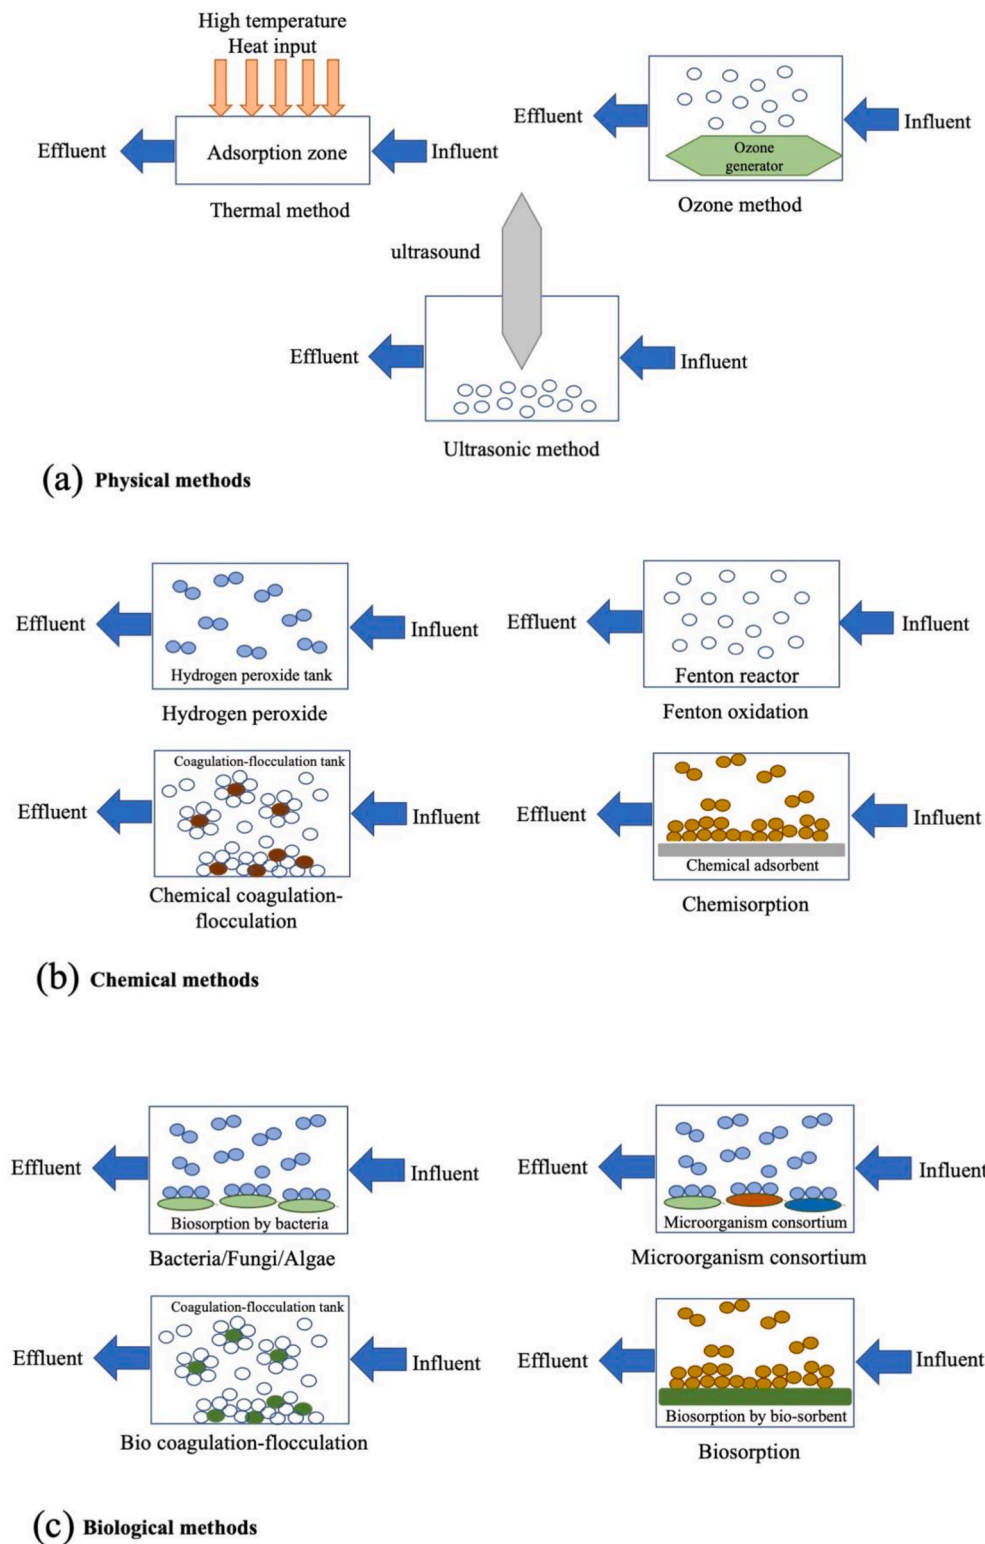 High temperature
Heat input
Effluent
Adsorption zone
Influent
Thermal method
Effluent
Ozone
generator
Influent
Ozone method
ultrasound
Effluent
Influent
Ultrasonic method
(a) Physical methods
Effluent
Hydrogen peroxide tank
Influent
Hydrogen peroxide
Effluent
Fenton reactor
Influent
Fenton oxidation
Coagulation-flocculation tank
Effluent
Influent
Chemical coagulation-
flocculation
Effluent
Chemical adsorbent
Influent
Chemisorption
(b) Chemical methods
Effluent
Biosorption by bacteria
Influent
Bacteria/Fungi/Algae
Effluent
Microorganism consortium
Influent
Microorganism consortium
Coagulation-flocculation tank
Effluent
Influent
Bio coagulation-flocculation
Effluent
Biosorption by bio-sorbent
Influent
Biosorption
(c) Biological methods